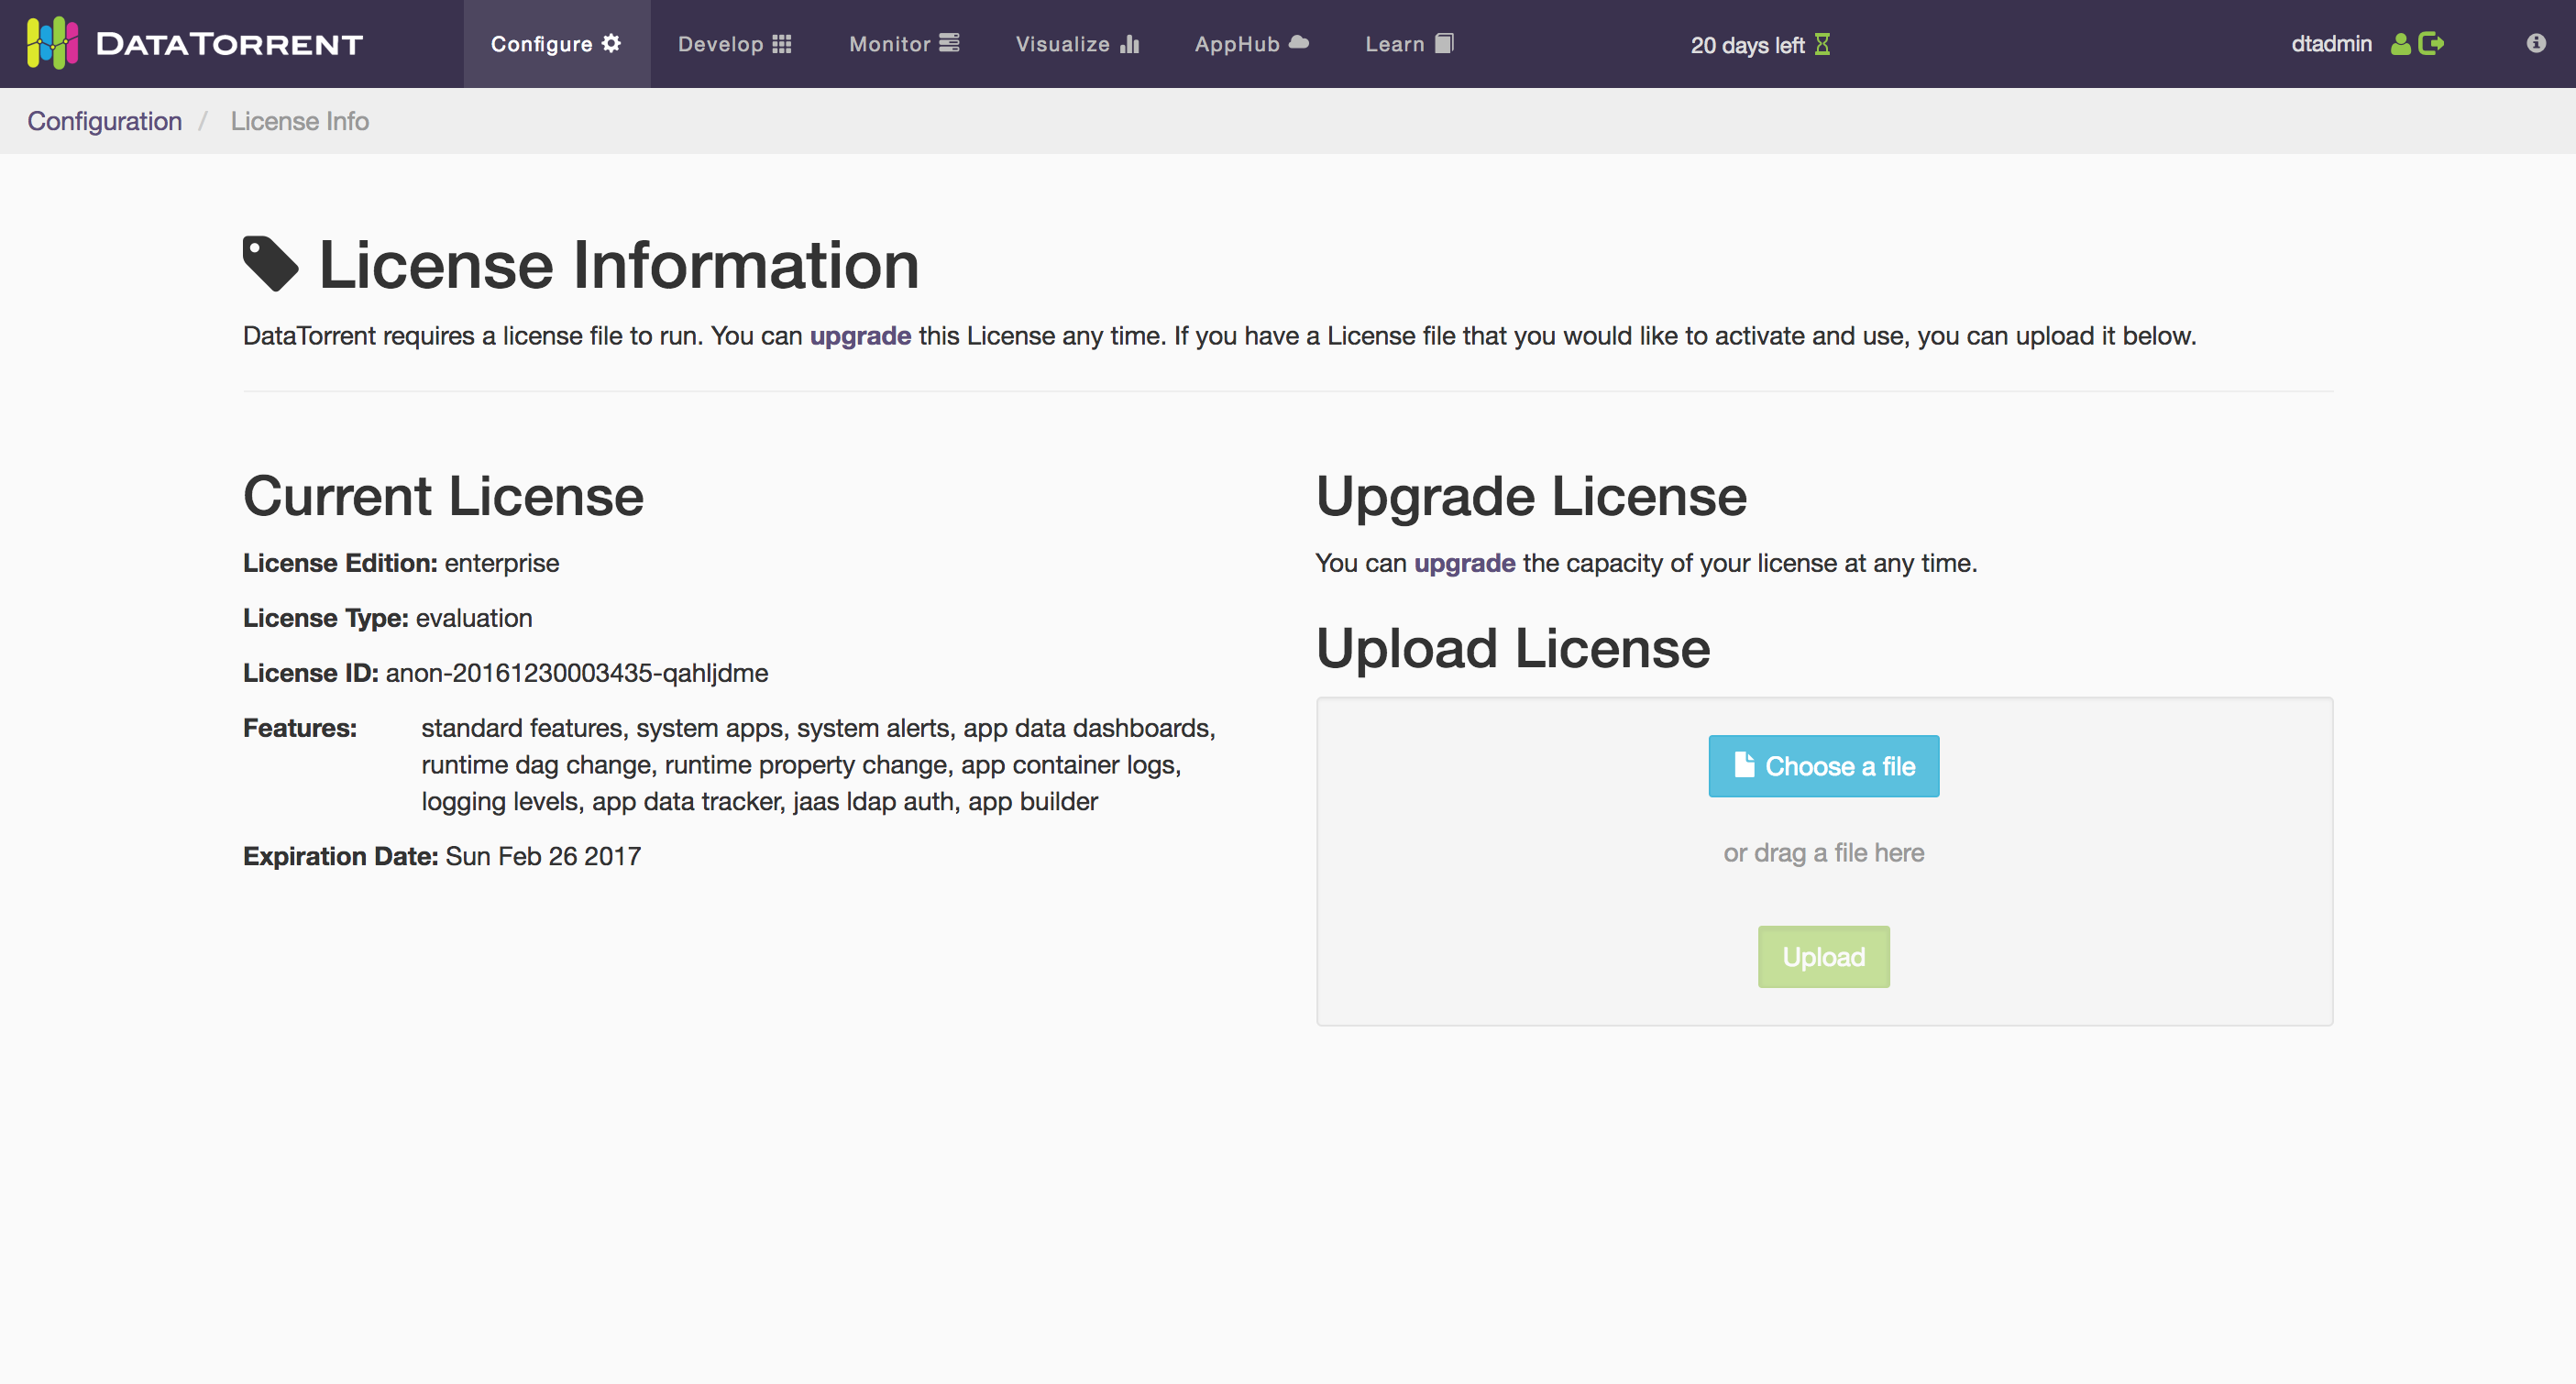 DATATORRENT
Configure Develop Monitor Visualize AppHub Learn 20 days left dtadmin
Configuration / License Info
License Information
DataTorrent requires a license file to run. You can upgrade this License any time. If you have a License file that you would like to activate and use, you can upload it below.
Current License
License Edition: enterprise
License Type: evaluation
License ID: anon-20161230003435-qahljdme
Features: standard features, system apps, system alerts, app data dashboards,
runtime dag change, runtime property change, app container logs,
logging levels, app data tracker, jaas ldap auth, app builder
Expiration Date: Sun Feb 26 2017
Upgrade License
You can upgrade the capacity of your license at any time.
Upload License
Choose a file
or drag a file here
Upload